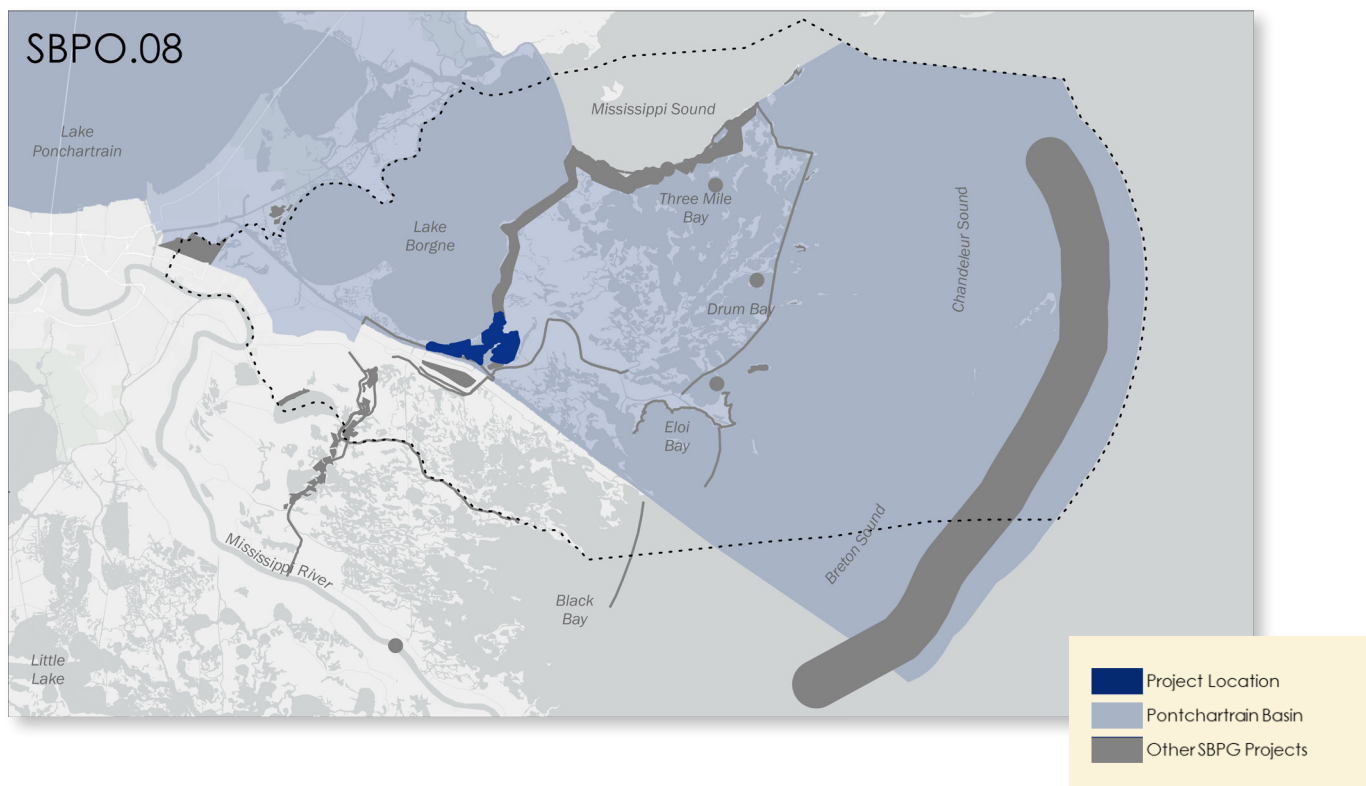 SBPO.08
Mississippi Sound
Lake
Ponchartrain
Three Mile
Bay
Lake
Borgne
Chandeleur Sound
Drum Bay
Eloi
Bay
Breton Sound
Mississippi River
Black
Bay
Little
Lake
Project Location
Pontchartrain Basin
Other SBPG Projects